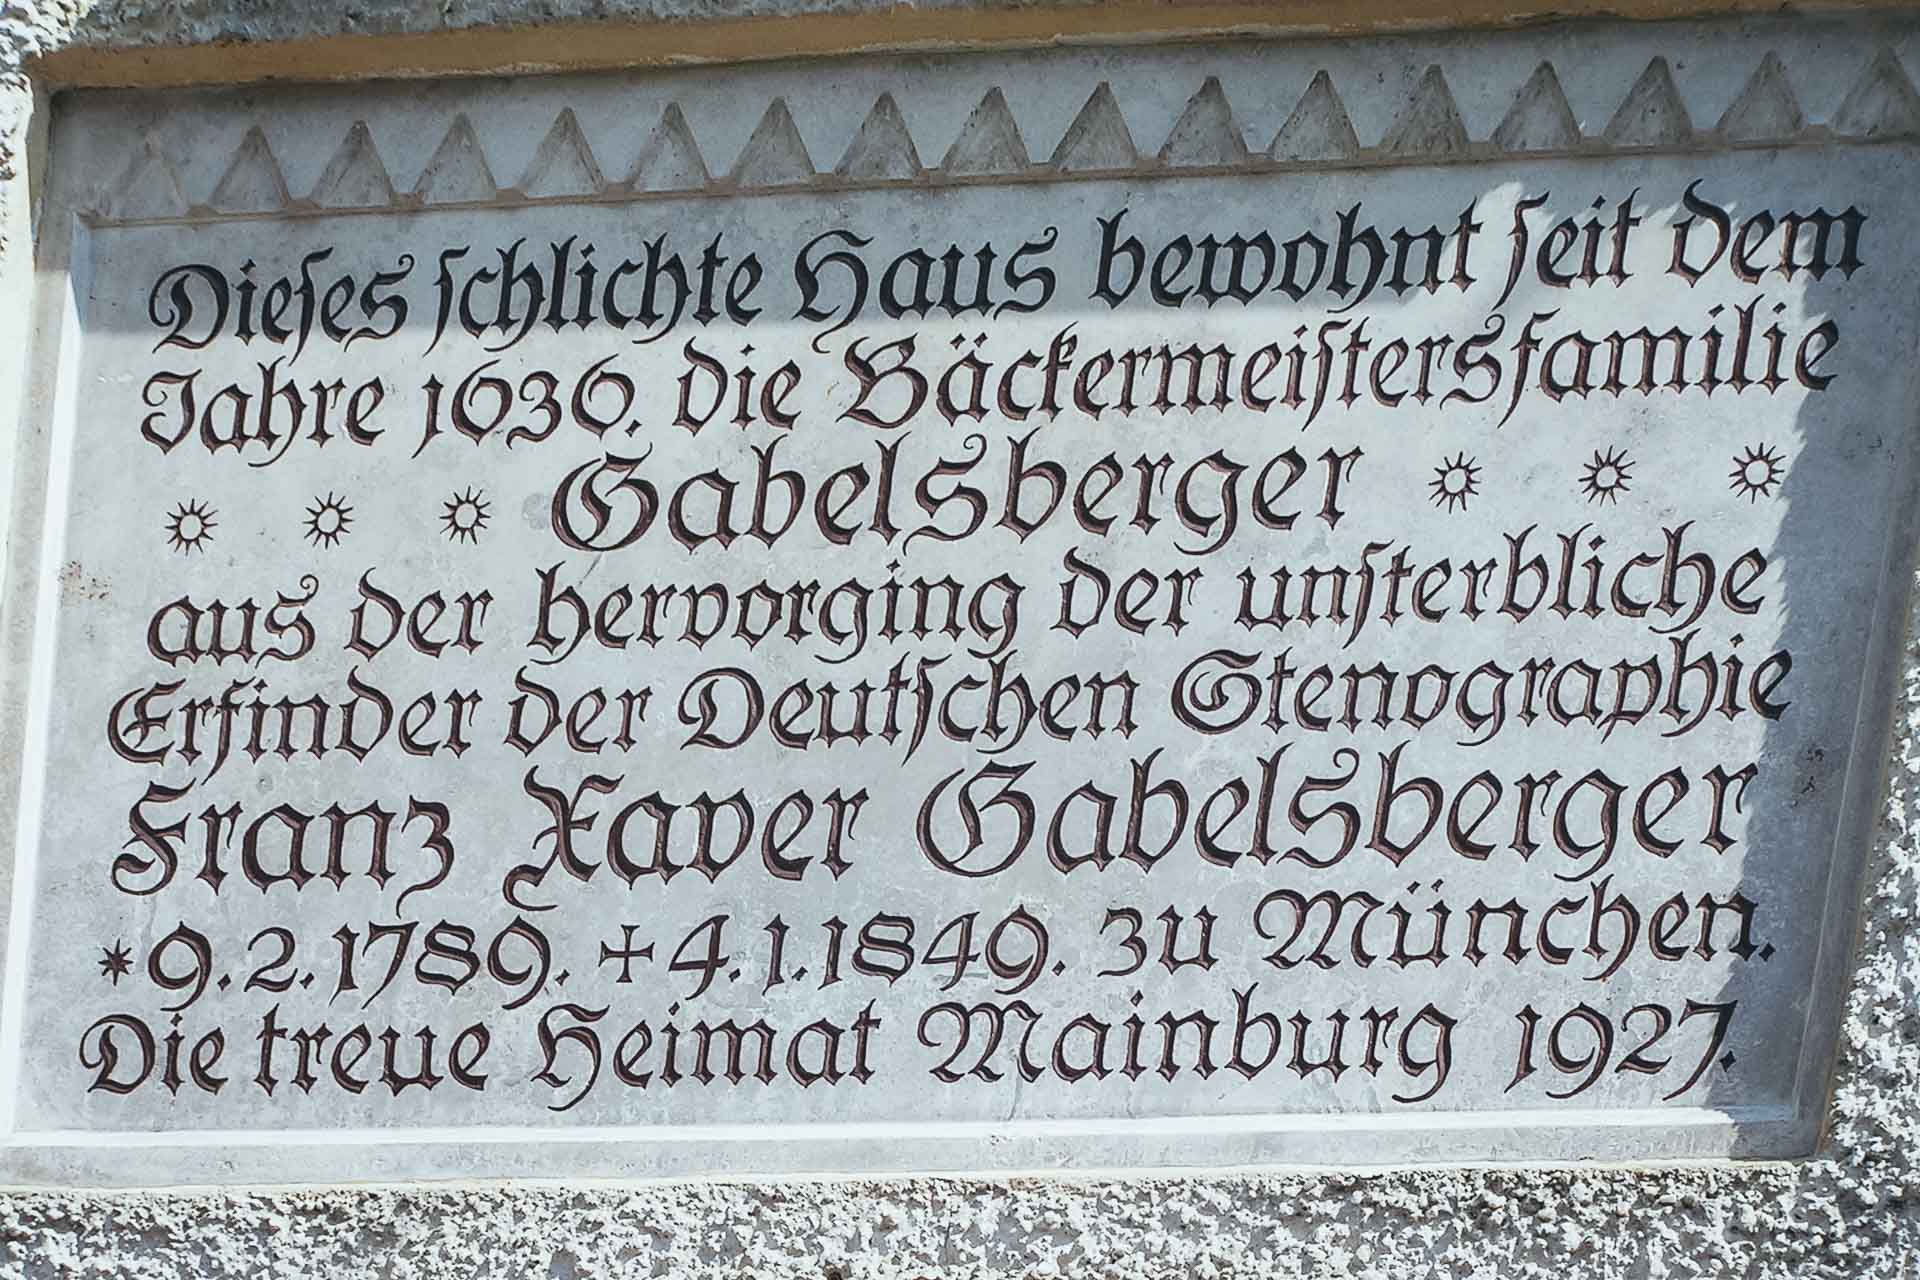 Dieses schlichte Haus bewohnt seit dem
Jahre 1636. die Bäckermeistersfamilie
Gabelsberger
aus der hervorging der unsterbliche
Erfinder der Deutschen Stenographie
Franz Xaver Gabelsberger
* 9.2.1789. + 4.1.1849. zu München.
Die treue Heimat Mainburg 1927.